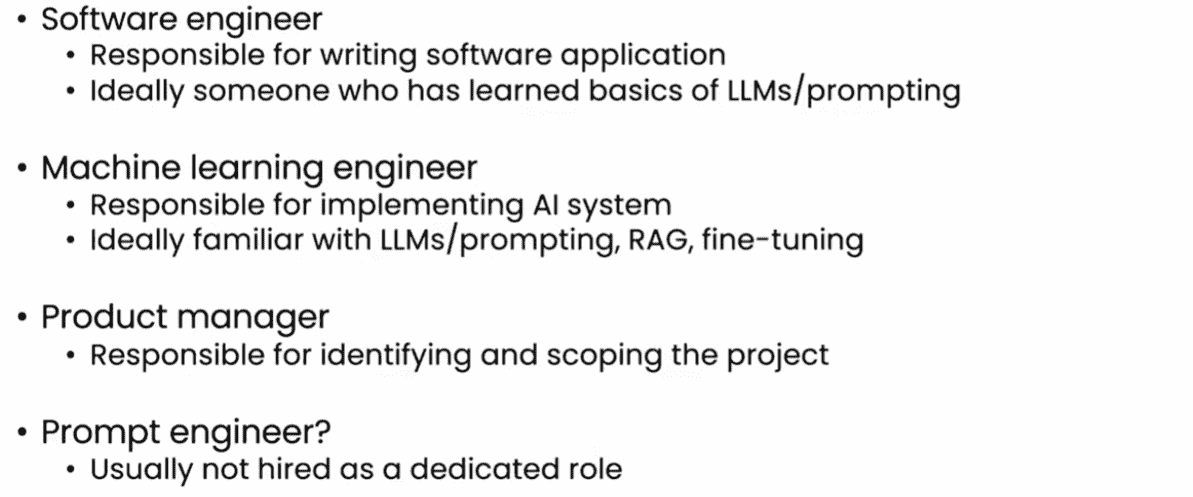 • Software engineer
• Responsible for writing software application
• Ideally someone who has learned basics of LLMs/prompting
• Machine learning engineer
• Responsible for implementing AI system
• Ideally familiar with LLMs/prompting, RAG, fine-tuning
• Product manager
• Responsible for identifying and scoping the project
• Prompt engineer?
• Usually not hired as a dedicated role